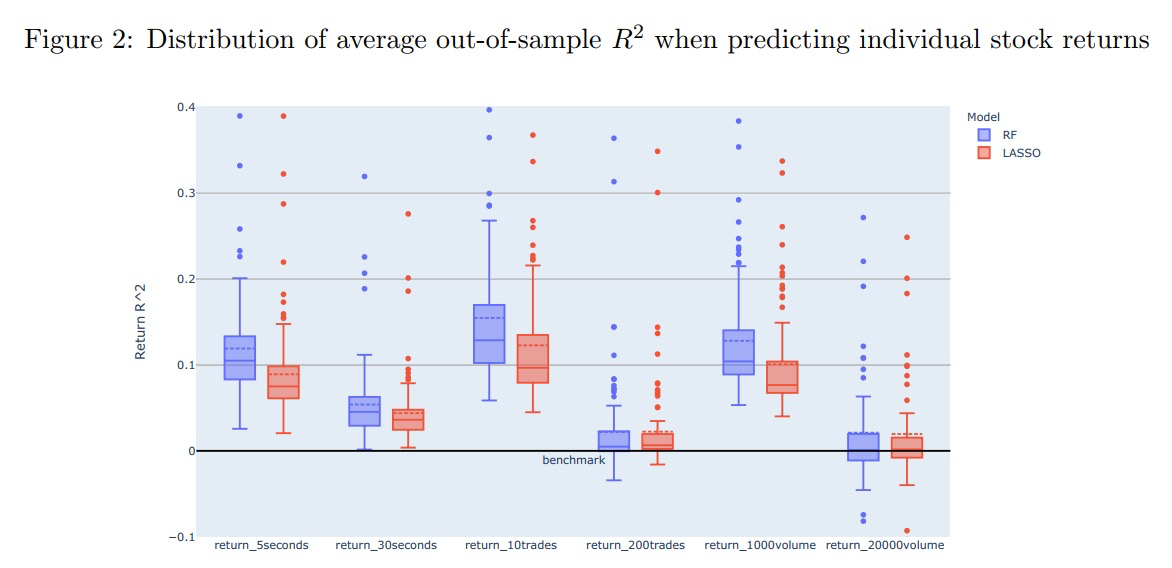 Figure 2: Distribution of average out-of-sample R² when predicting individual stock returns
Model
RF
LASSO
Return R^2
0.4
0.3
0.2
0.1
0
−0.1
benchmark
return_5seconds
return_30seconds
return_10trades
return_200trades
return_1000volume
return_20000volume